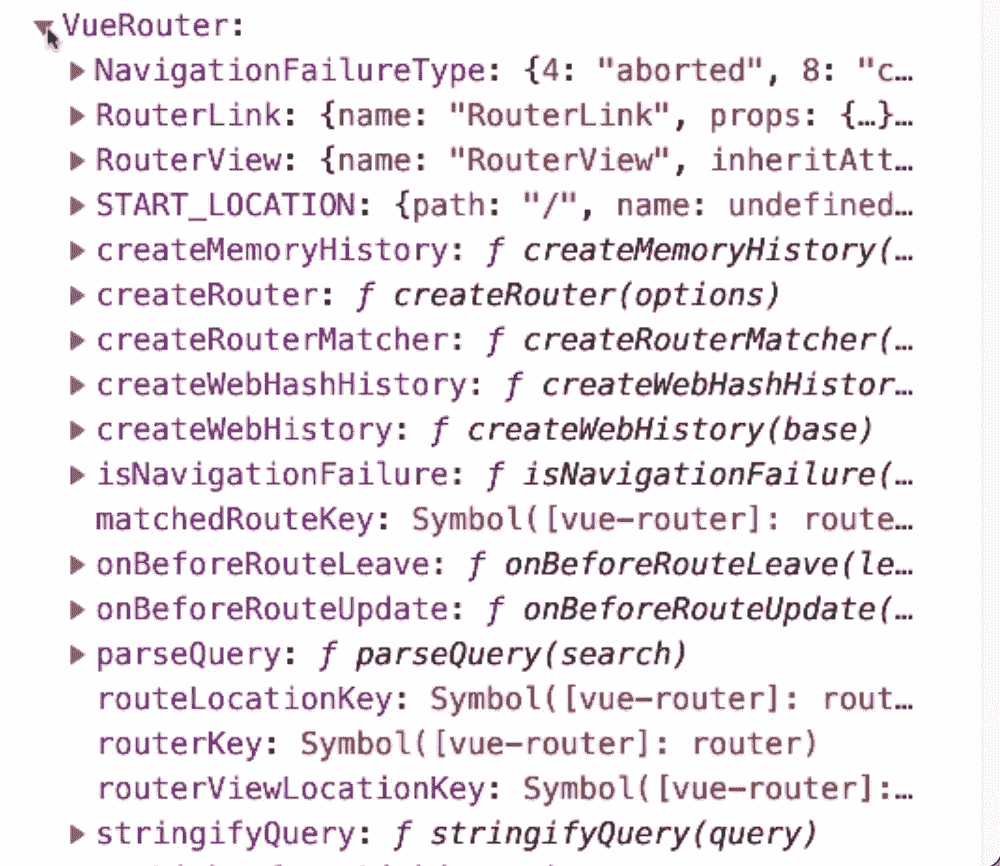 VueRouter:
NavigationFailureType: {4: "aborted", 8: "c…
RouterLink: {name: "RouterLink", props: {…}…
RouterView: {name: "RouterView", inheritAtt…
START_LOCATION: {path: "/", name: undefined…
createMemoryHistory: ƒ createMemoryHistory(…
createRouter: ƒ createRouter(options)
createRouterMatcher: ƒ createRouterMatcher(…
createWebHashHistory: ƒ createWebHashHistor…
createWebHistory: ƒ createWebHistory(base)
isNavigationFailure: ƒ isNavigationFailure(…
matchedRouteKey: Symbol([vue-router]: route…
onBeforeRouteLeave: ƒ onBeforeRouteLeave(le…
onBeforeRouteUpdate: ƒ onBeforeRouteUpdate(…
parseQuery: ƒ parseQuery(search)
routeLocationKey: Symbol([vue-router]: rout…
routerKey: Symbol([vue-router]: router)
routerViewLocationKey: Symbol([vue-router]:…
stringifyQuery: ƒ stringifyQuery(query)